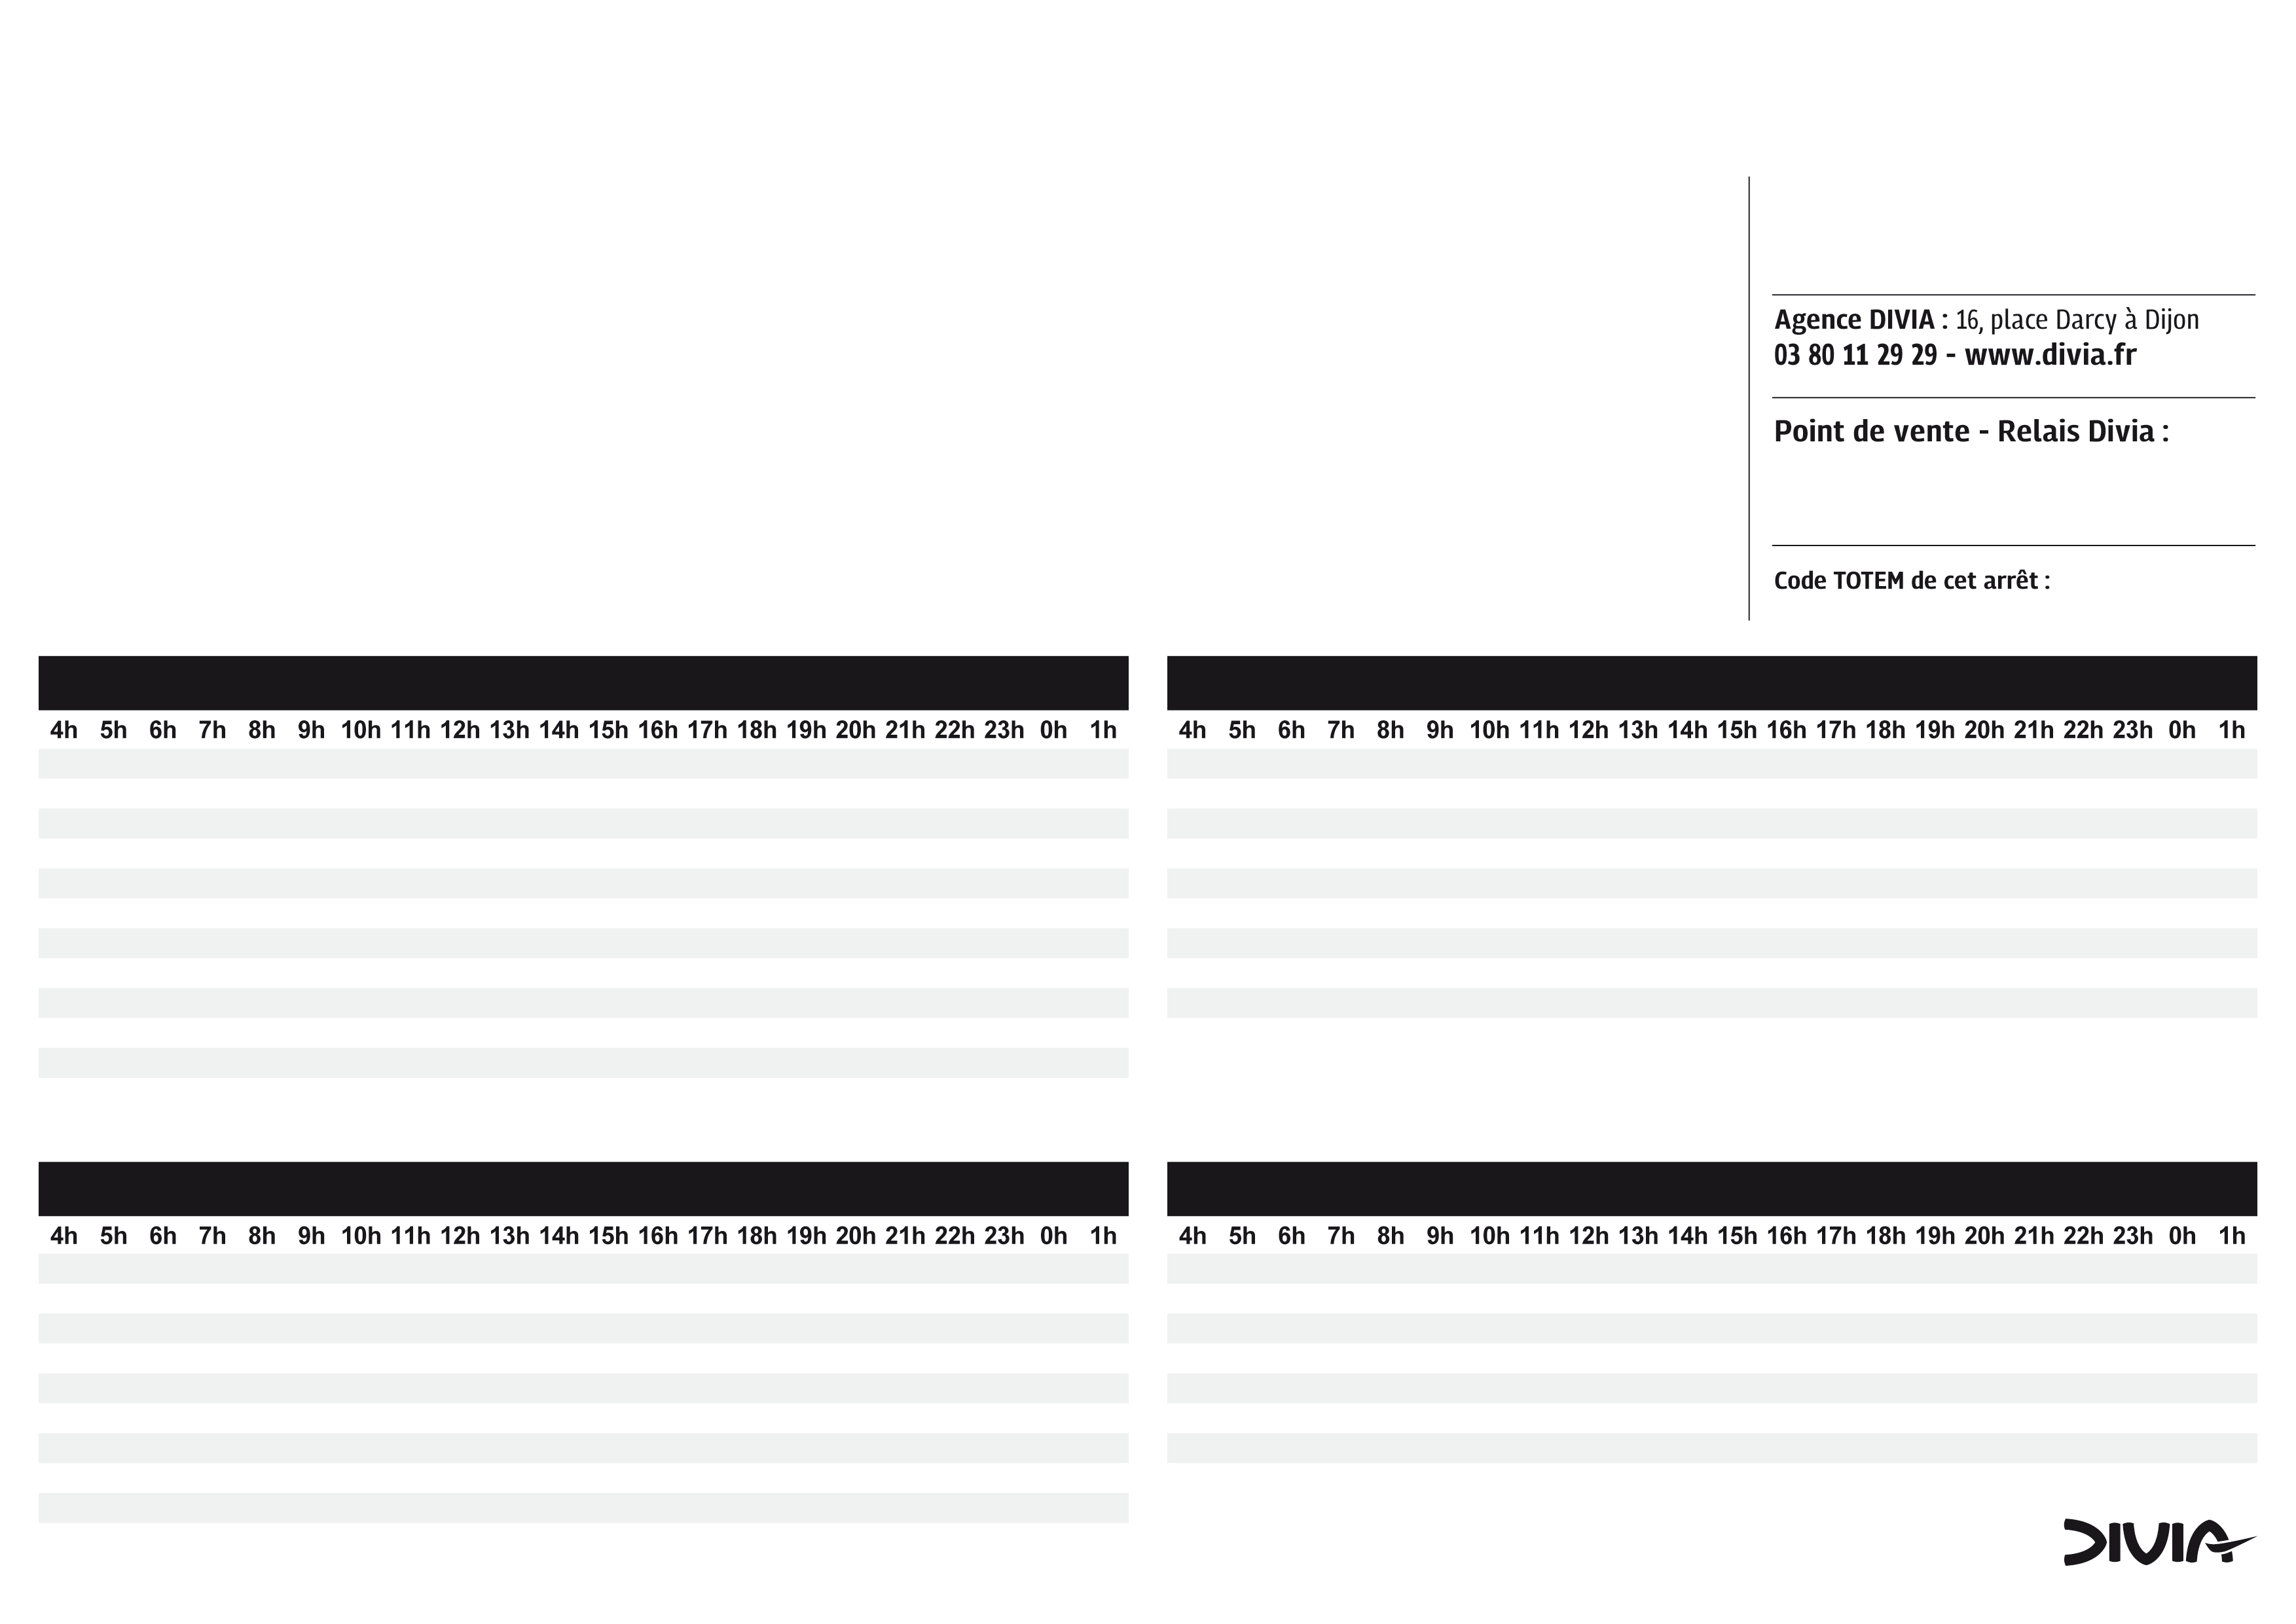 Agence DIVIA : 16, place Darcy à Dijon
03 80 11 29 29 - www.divia.fr
Point de vente - Relais Divia :
Code TOTEM de cet arrêt :
4h 5h 6h 7h 8h 9h 10h 11h 12h 13h 14h 15h 16h 17h 18h 19h 20h 21h 22h 23h 0h 1h
4h 5h 6h 7h 8h 9h 10h 11h 12h 13h 14h 15h 16h 17h 18h 19h 20h 21h 22h 23h 0h 1h
4h 5h 6h 7h 8h 9h 10h 11h 12h 13h 14h 15h 16h 17h 18h 19h 20h 21h 22h 23h 0h 1h
4h 5h 6h 7h 8h 9h 10h 11h 12h 13h 14h 15h 16h 17h 18h 19h 20h 21h 22h 23h 0h 1h
DIVIA